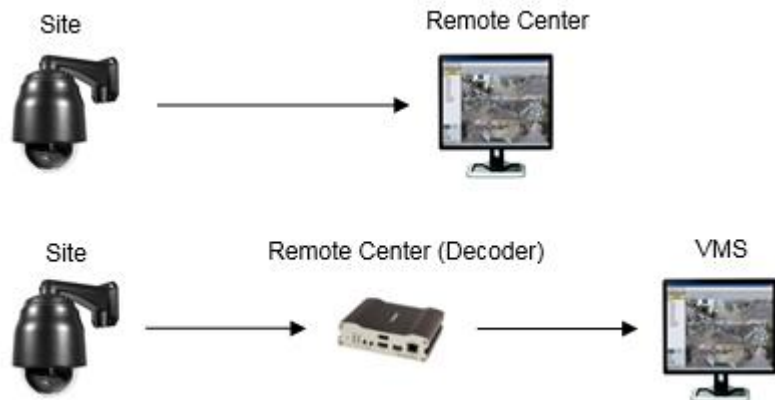 Site
Remote Center
Site
Remote Center (Decoder)
VMS